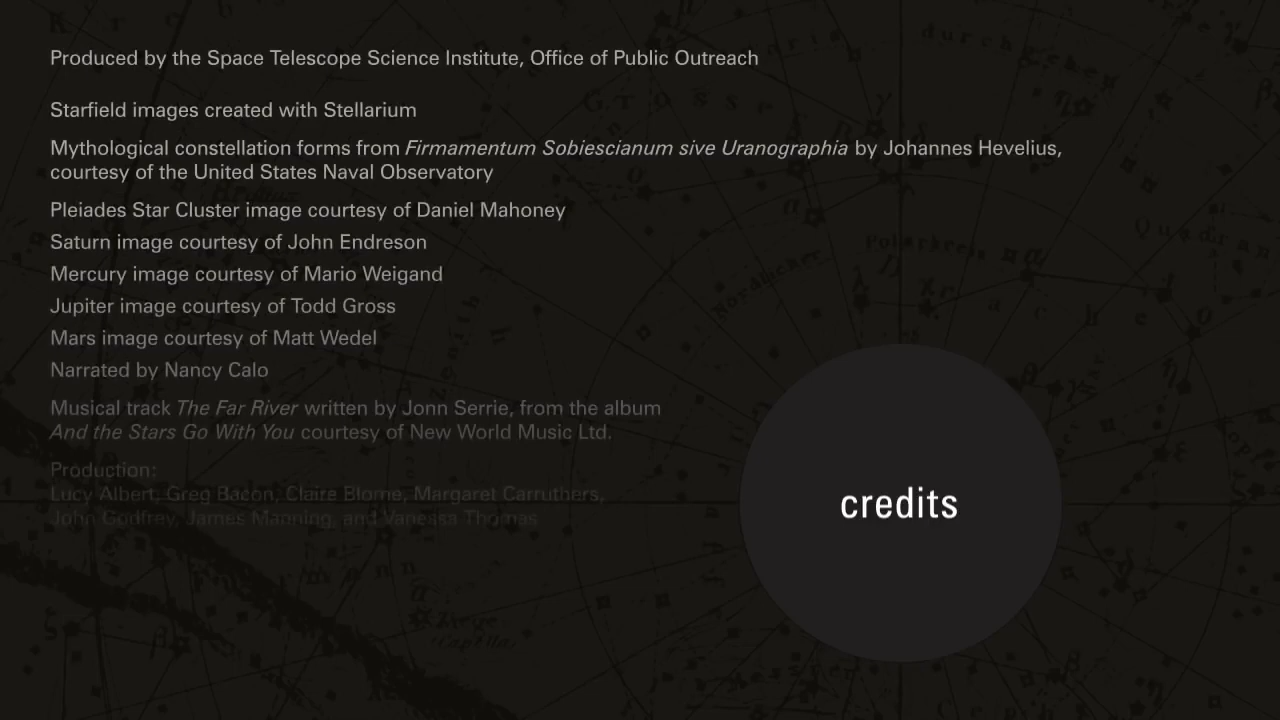 Produced by the Space Telescope Science Institute, Office of Public Outreach
Starfield images created with Stellarium
Mythological constellation forms from Firmamentum Sobiescianum sive Uranographia by Johannes Hevelius,
courtesy of the United States Naval Observatory
Pleiades Star Cluster image courtesy of Daniel Mahoney
Saturn image courtesy of John Endreson
Mercury image courtesy of Mario Weigand
Jupiter image courtesy of Todd Gross
Mars image courtesy of Matt Wedel
Narrated by Nancy Calo
Musical track The Far River written by Jonn Serrie, from the album
And the Stars Go With You courtesy of New World Music Ltd.
Production:
Lucy Albert, Greg Bacon, Claire Blome, Margaret Carruthers,
John Godfrey, James Manning, and Vanessa Thomas
credits